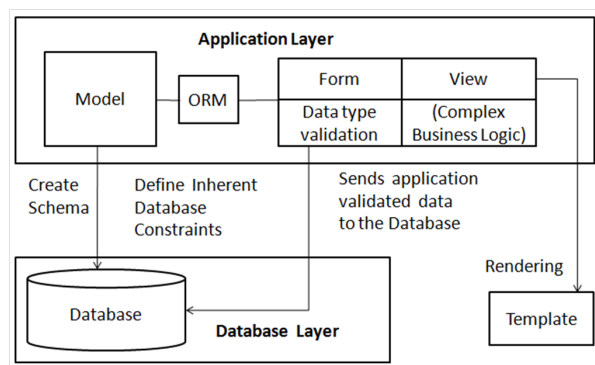 Application Layer
Model
ORM
Form
View
Data type
validation
(Complex
Business Logic)
Create
Schema
Define Inherent
Database
Constraints
Sends application
validated data
to the Database
Rendering
Database
Database Layer
Template